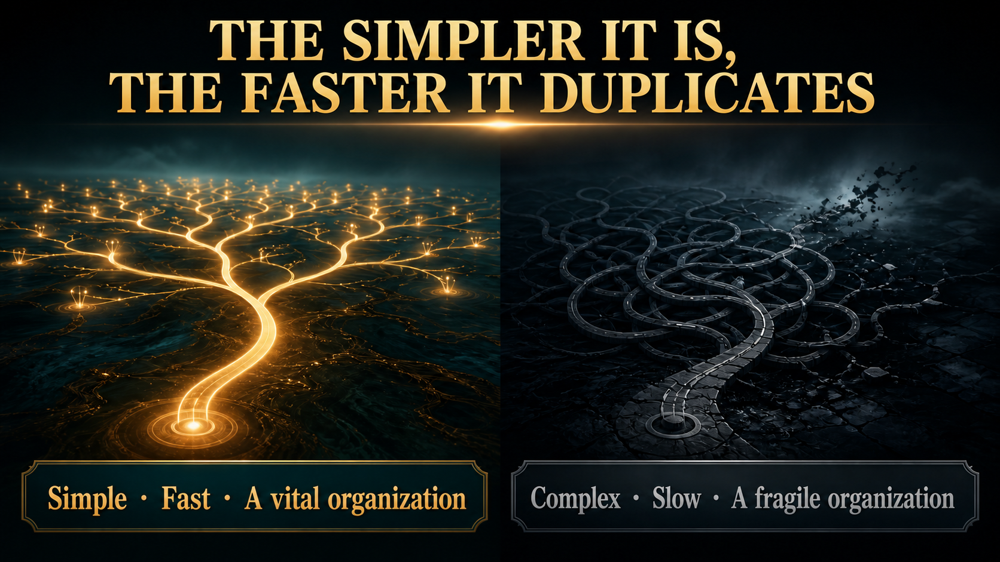 THE SIMPLER IT IS,
THE FASTER IT DUPLICATES
Simple · Fast · A vital organization
Complex · Slow · A fragile organization